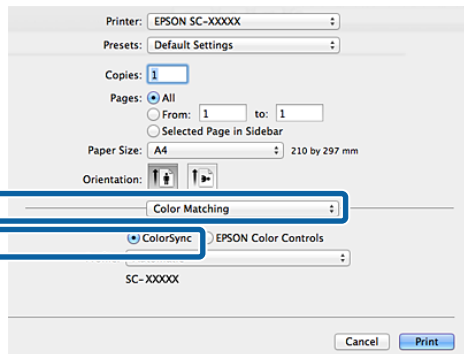 Printer: EPSON SC-XXXXX
Presets: Default Settings
Copies: 1
Pages: All
From: 1 to: 1
Selected Page in Sidebar
Paper Size: A4 210 by 297 mm
Orientation:
Color Matching
ColorSync EPSON Color Controls
SC-XXXXX
Cancel Print